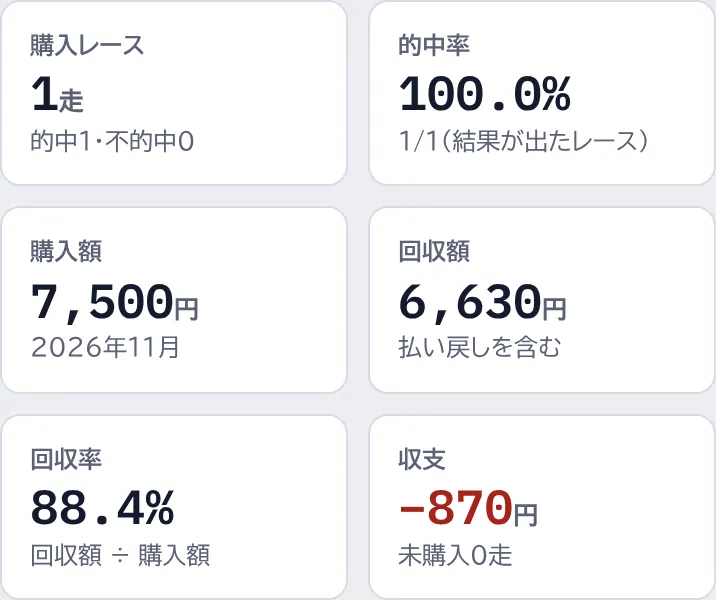 購入レース
1走
的中1・不的中0
的中率
100.0%
1/1(結果が出たレース)
購入額
7,500円
2026年11月
回収額
6,630円
払い戻しを含む
回収率
88.4%
回収額 ÷ 購入額
収支
−870円
未購入0走